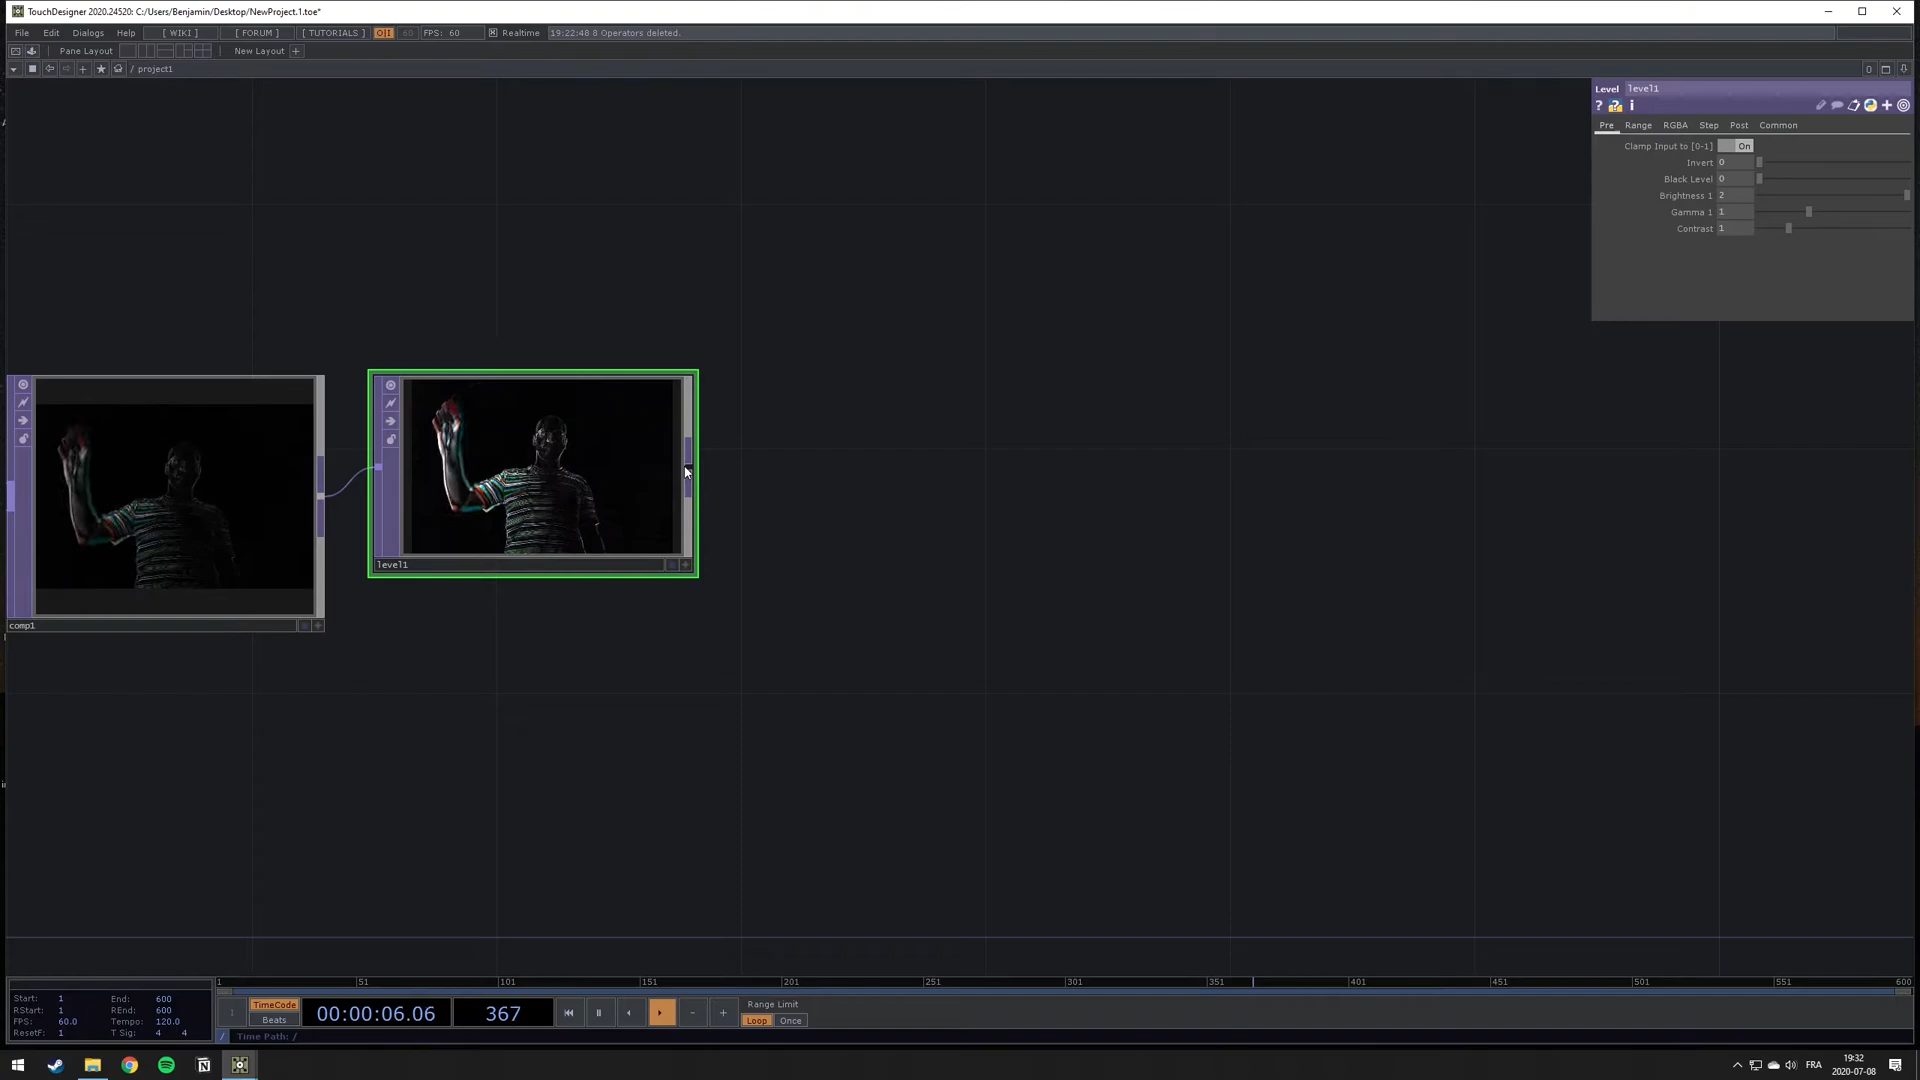 TouchDesigner 2020.24520: C:/Users/Benjamin/Desktop/NewProject.1.toe*
File Edit Dialogs Help [ WIKI ] [ FORUM ] [ TUTORIALS ] O|I 60 FPS: 60 Realtime 19:22:48 8 Operators deleted.
Pane Layout New Layout +
/ project1 0
Level level1
? ? i
Pre Range RGBA Step Post Common
Clamp Input to [0-1] On
Invert 0
Black Level 0
Brightness 1 2
Gamma 1 1
Contrast 1
level1
comp1
1 51 101 151 201 251 301 351 401 451 501 551 600
Start: 1 End: 600
RStart: 1 REnd: 600
FPS: 60.0 Tempo: 120.0
ResetF: 1 T Sig: 4 4
TimeCode
Beats
00:00:06.06 367
- +
Range Limit
Loop Once
/ Time Path: /
FRA
19:32
2020-07-08